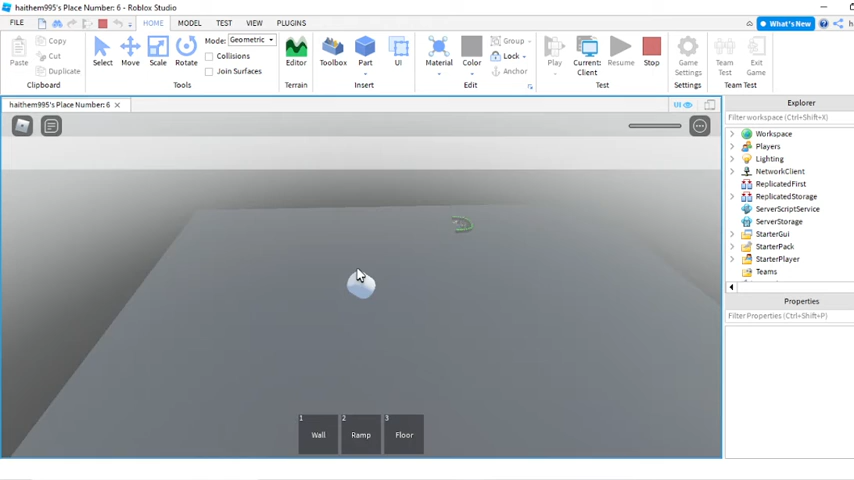 haithem995's Place Number: 6 - Roblox Studio
FILE
HOME
MODEL
TEST
VIEW
PLUGINS
What's New
Paste
Copy
Cut
Duplicate
Clipboard
Select
Move
Scale
Rotate
Mode: Geometric
Collisions
Join Surfaces
Tools
Editor
Terrain
Toolbox
Part
UI
Insert
Material
Color
Group
Lock
Anchor
Edit
Play
Current:
Client
Resume
Stop
Test
Game
Settings
Settings
Team
Test
Exit
Game
Team Test
haithem995's Place Number: 6
UI
Explorer
Filter workspace (Ctrl+Shift+X)
Workspace
Players
Lighting
NetworkClient
ReplicatedFirst
ReplicatedStorage
ServerScriptService
ServerStorage
StarterGui
StarterPack
StarterPlayer
Teams
Properties
Filter Properties (Ctrl+Shift+P)
1
Wall
2
Ramp
3
Floor